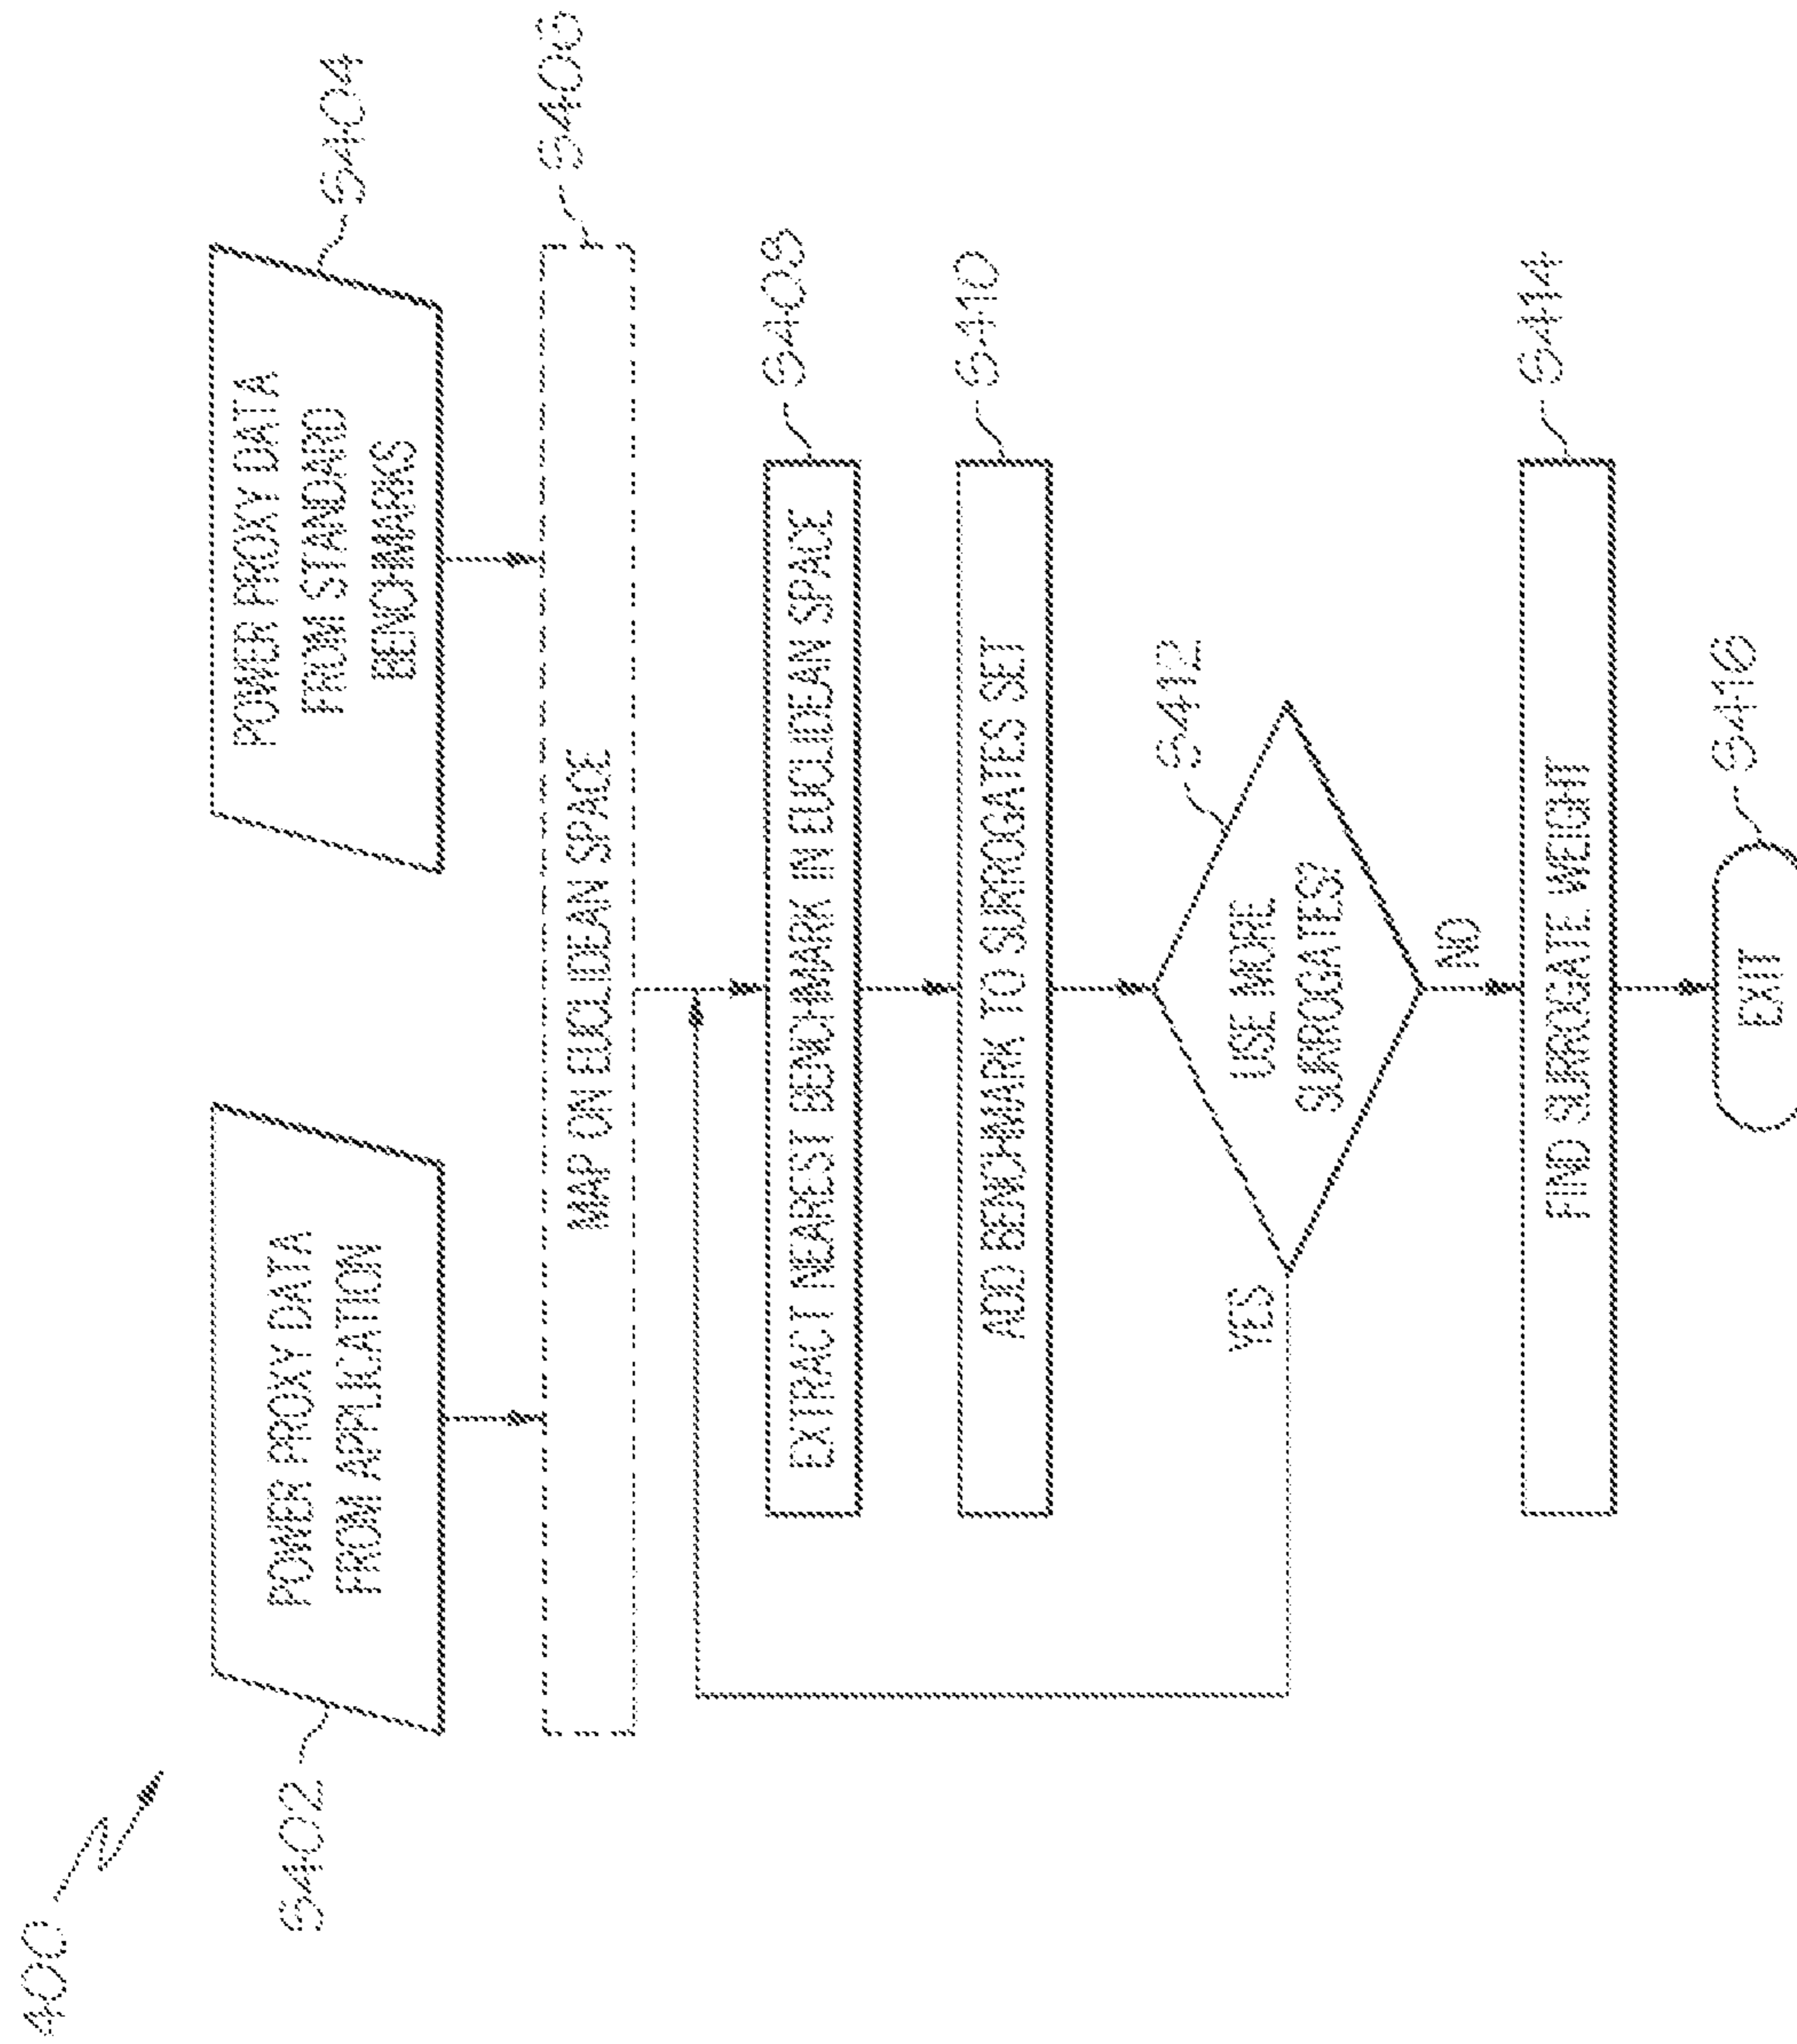 400
S402
POWER PROXY DATA
FROM APPLICATION
S404
POWER PROXY DATA
FROM STANDARD
BENCHMARKS
S406
MAP ON EUCLIDEAN SPACE
S408
EXTRACT NEAREST BENCHMARK IN EUCLIDEAN SPACE
S410
ADD BENCHMARK TO SURROGATES SET
S412
USE MORE
SURROGATES?
YES
NO
S414
FIND SURROGATE WEIGHT
S416
EXIT